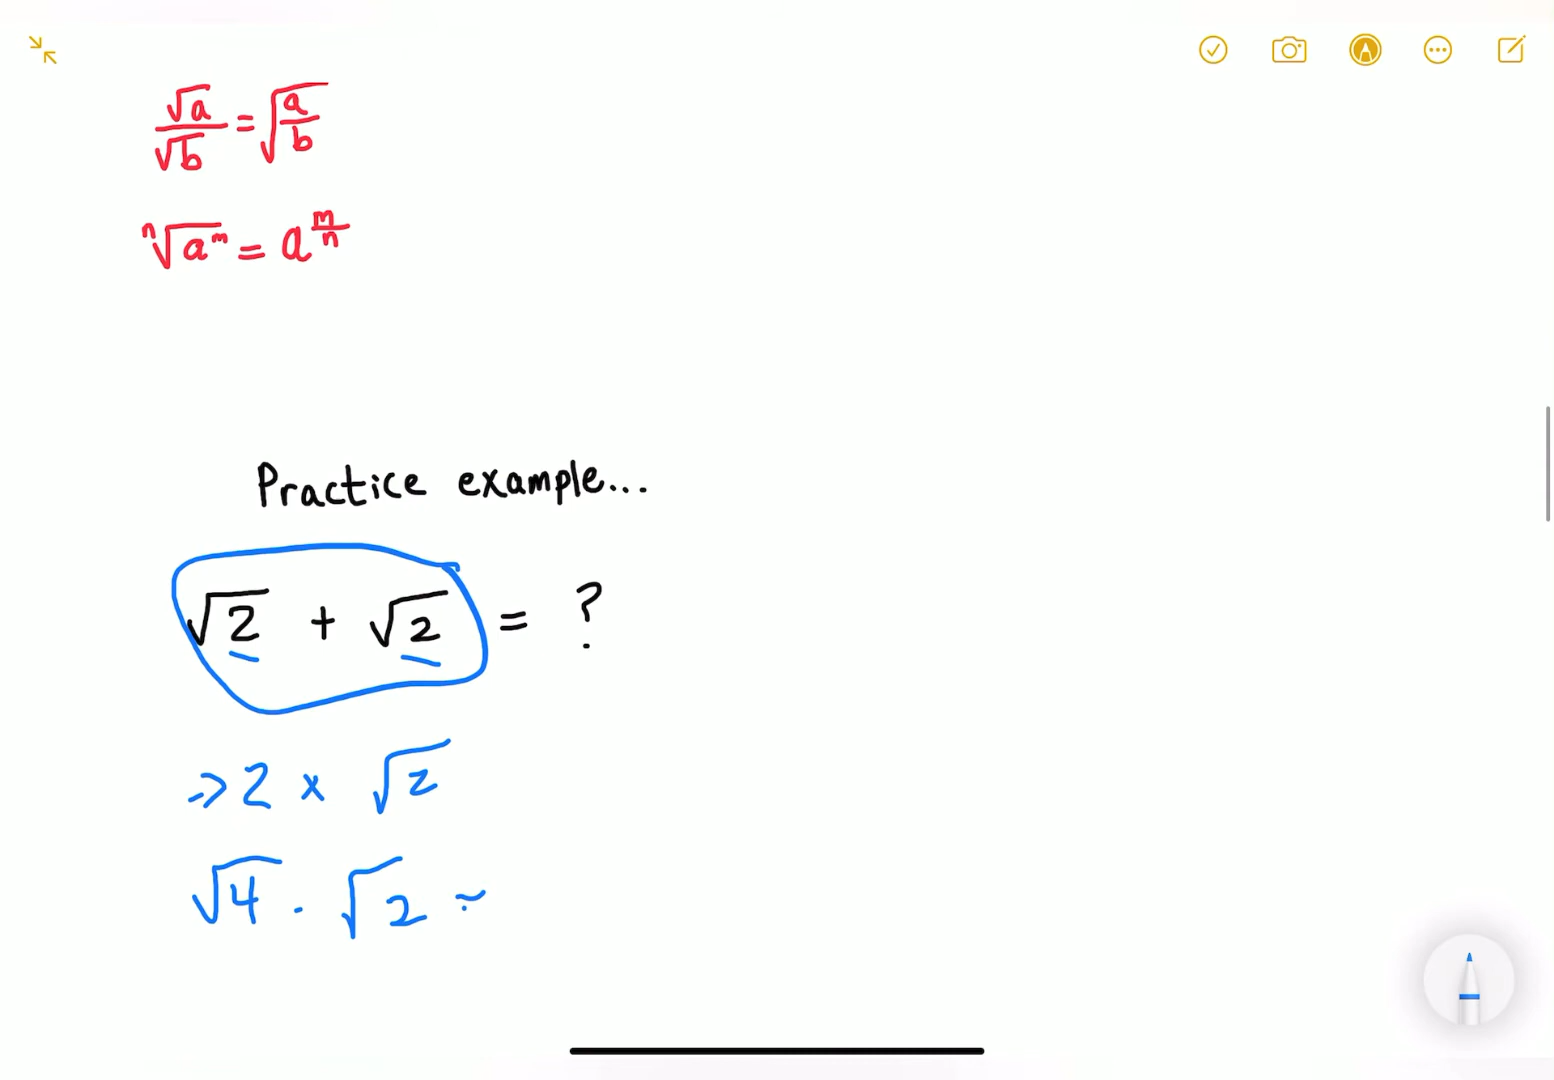 √a/√b = √(a/b)
ⁿ√aᵐ = a^(m/n)
Practice example...
√2 + √2 = ?
=> 2 x √2
√4 · √2 =